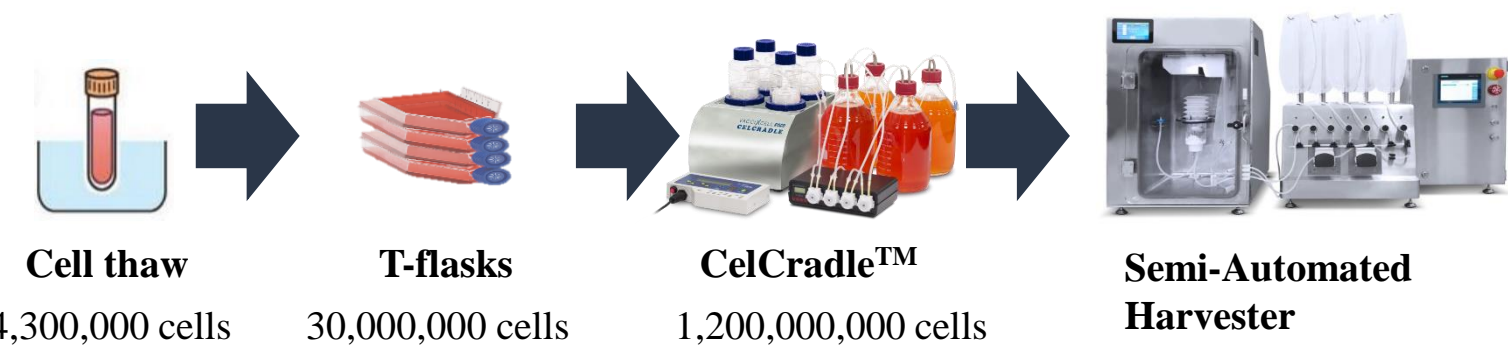 CELCRADLE
Cell thaw
T-flasks
CelCradle™
Semi-Automated
Harvester
4,300,000 cells
30,000,000 cells
1,200,000,000 cells